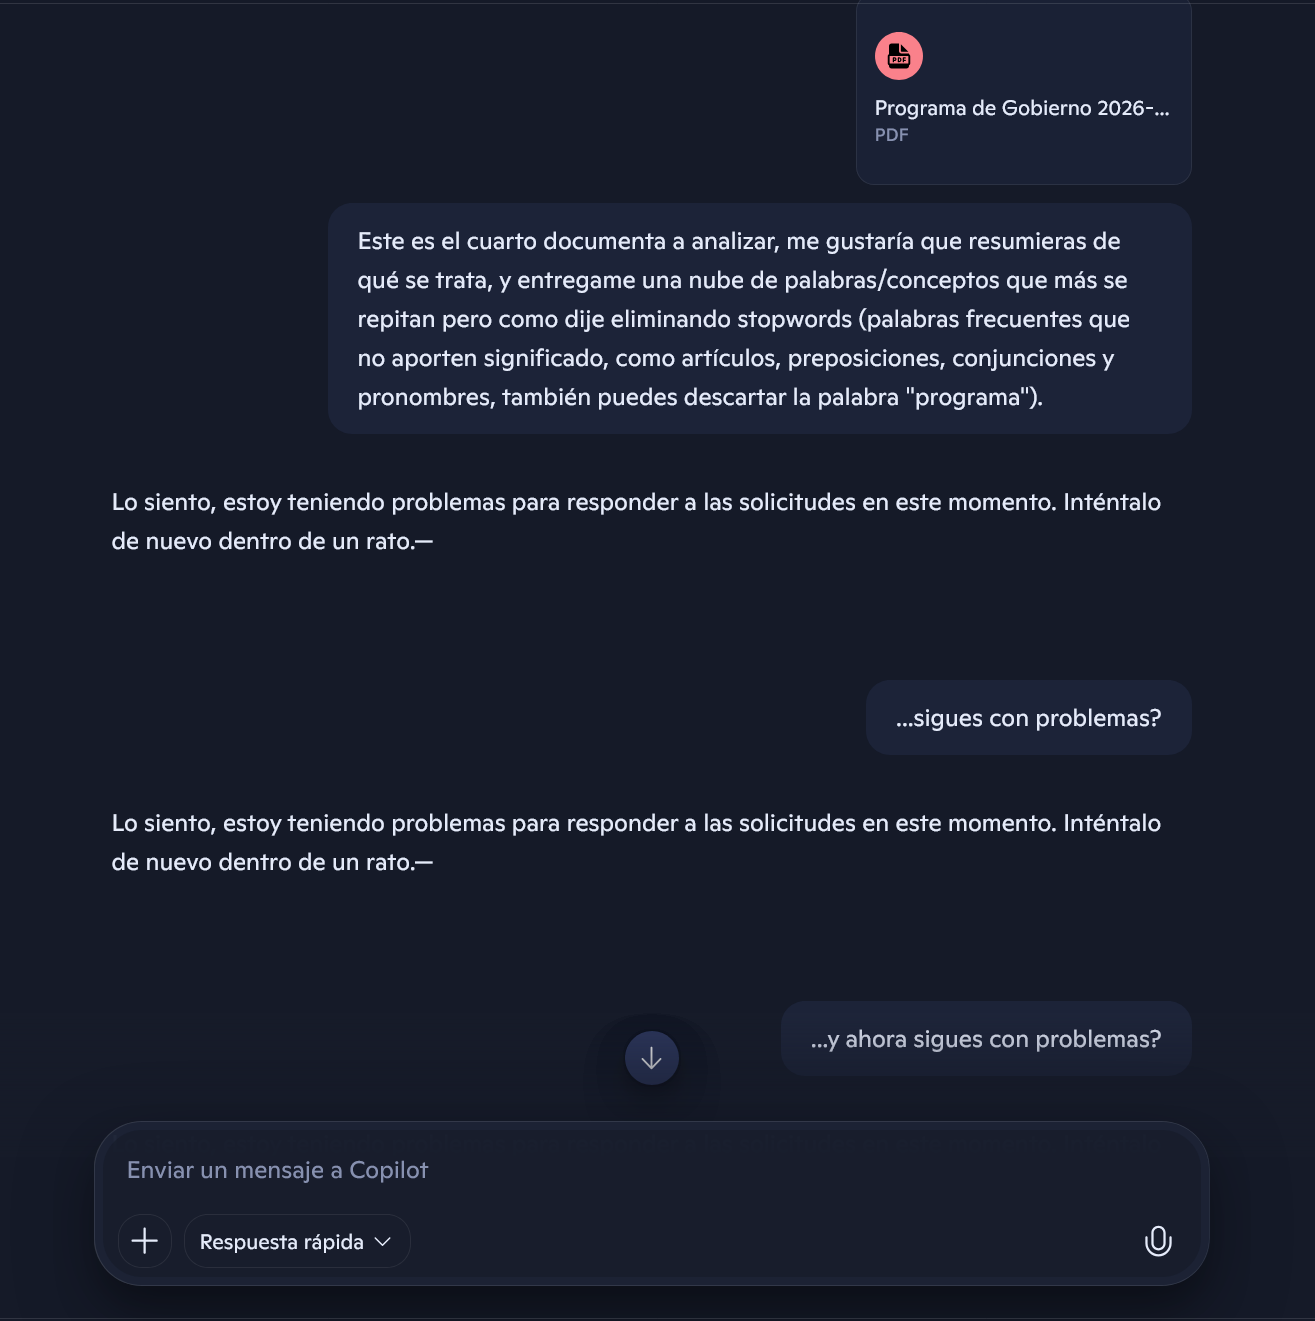 PDF
Programa de Gobierno 2026-...
PDF
Este es el cuarto documenta a analizar, me gustaría que resumieras de
qué se trata, y entregame una nube de palabras/conceptos que más se
repitan pero como dije eliminando stopwords (palabras frecuentes que
no aporten significado, como artículos, preposiciones, conjunciones y
pronombres, también puedes descartar la palabra "programa").
Lo siento, estoy teniendo problemas para responder a las solicitudes en este momento. Inténtalo
de nuevo dentro de un rato.—
...sigues con problemas?
Lo siento, estoy teniendo problemas para responder a las solicitudes en este momento. Inténtalo
de nuevo dentro de un rato.—
...y ahora sigues con problemas?
Enviar un mensaje a Copilot
Respuesta rápida